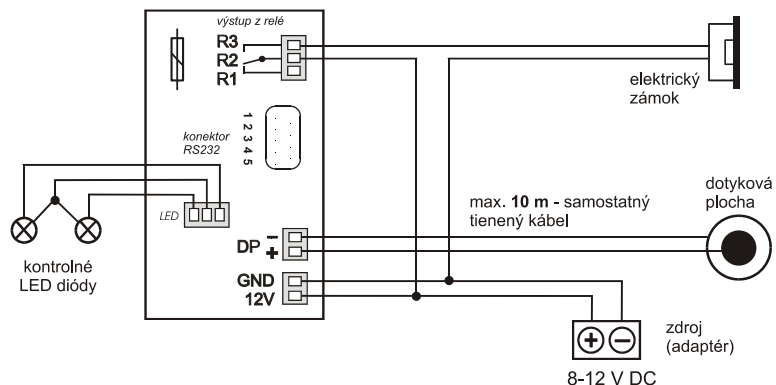 výstup z relé
R3
R2
R1
konektor
RS232
1
2
3
4
5
LED
kontrolné
LED diódy
DP
–
+
GND
12V
elektrický
zámok
max. 10 m - samostatný
tienený kábel
dotyková
plocha
+ −
zdroj
(adaptér)
8-12 V DC